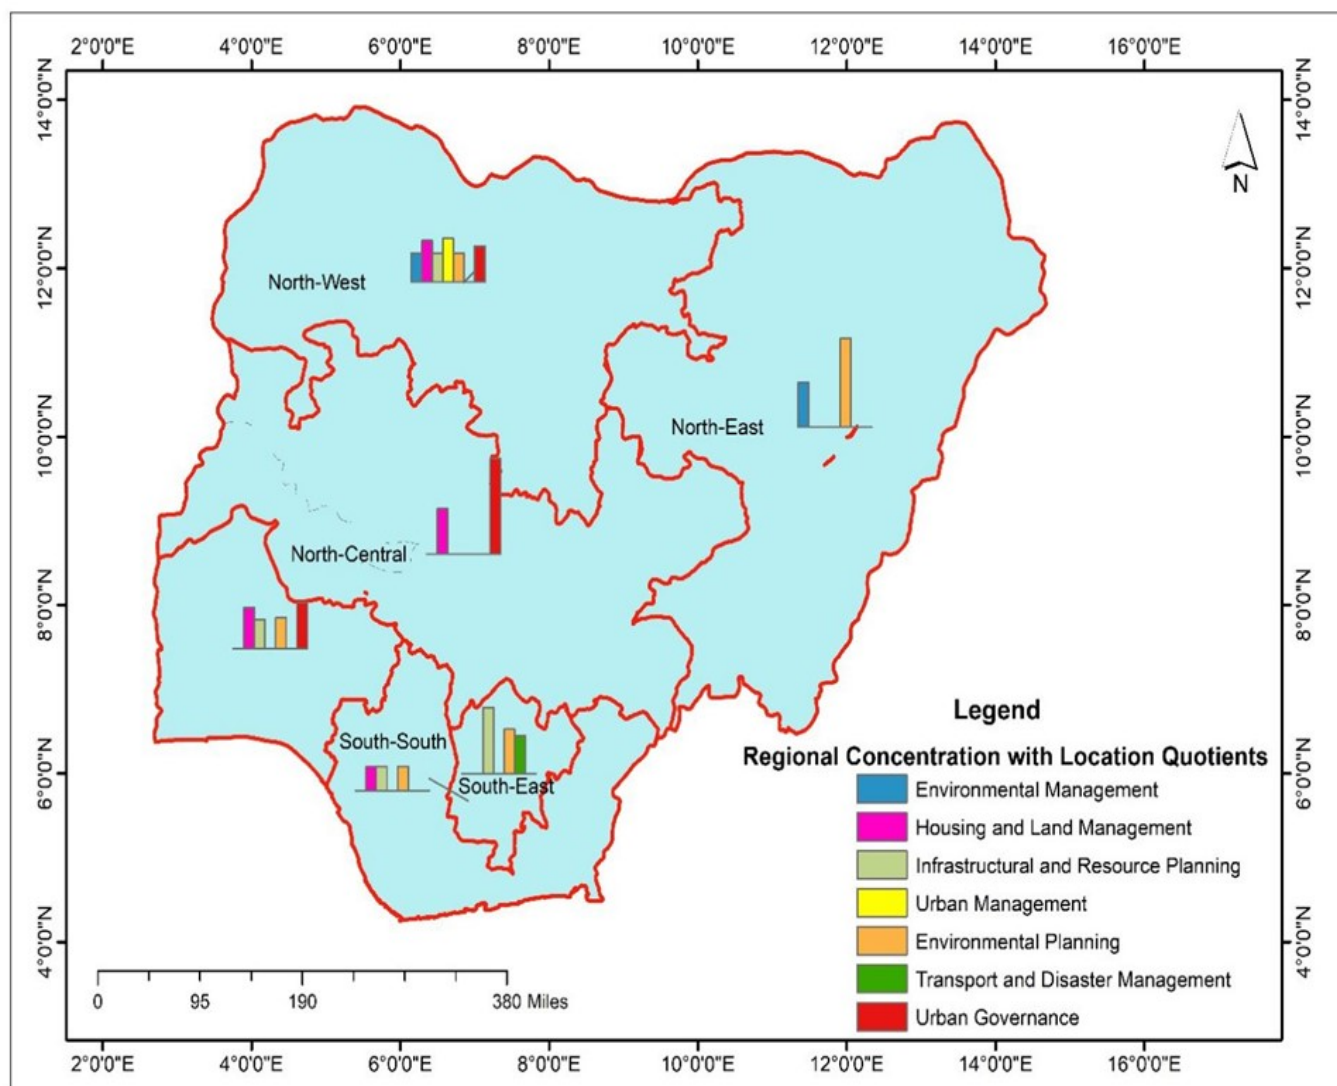 2°0'0"E 4°0'0"E 6°0'0"E 8°0'0"E 10°0'0"E 12°0'0"E 14°0'0"E 16°0'0"E
14°0'0"N 14°0'0"N
N
12°0'0"N 12°0'0"N
North-West
10°0'0"N 10°0'0"N
North-East
North-Central
8°0'0"N 8°0'0"N
Legend
South-South
Regional Concentration with Location Quotients
6°0'0"N 6°0'0"N
South-East
Environmental Management
Housing and Land Management
Infrastructural and Resource Planning
Urban Management
4°0'0"N 4°0'0"N
Environmental Planning
Transport and Disaster Management
0 95 190 380 Miles
Urban Governance
2°0'0"E 4°0'0"E 6°0'0"E 8°0'0"E 10°0'0"E 12°0'0"E 14°0'0"E 16°0'0"E